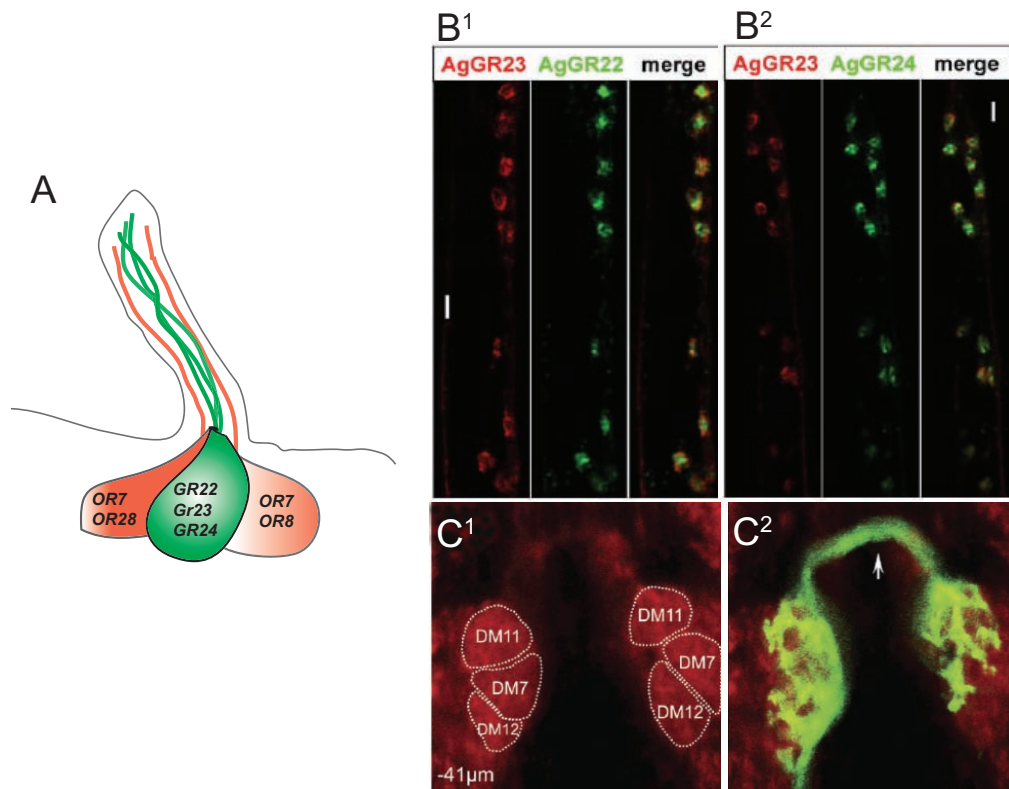 A
OR7
OR28
GR22
Gr23
GR24
OR7
OR8
B1
AgGR23 AgGR22 merge
B2
AgGR23 AgGR24 merge
C1
DM11
DM7
DM12
DM11
DM7
DM12
-41µm
C2